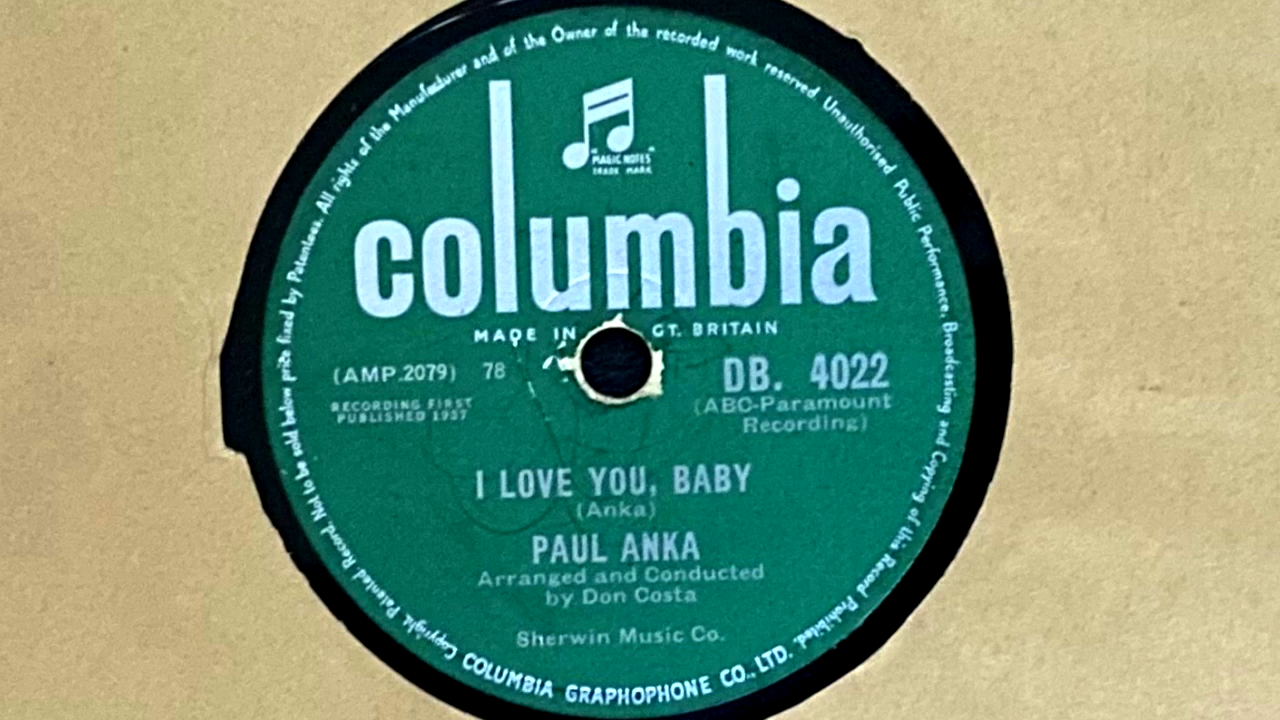 Copyright. Patented Record. Not to be sold below price fixed by Patentees. All rights of the Manufacturer and of the Owner of the recorded work reserved Unauthorised Public Performance, Broadcasting and Copying of this Record Prohibited.
"MAGIC NOTES"
TRADE MARK
columbia
MADE IN GT. BRITAIN
(AMP.2079) 78 DB. 4022
RECORDING FIRST
PUBLISHED 1957
(ABC-Paramount
Recording)
I LOVE YOU, BABY
(Anka)
PAUL ANKA
Arranged and Conducted
by Don Costa
Sherwin Music Co.
COLUMBIA GRAPHOPHONE CO., LTD.